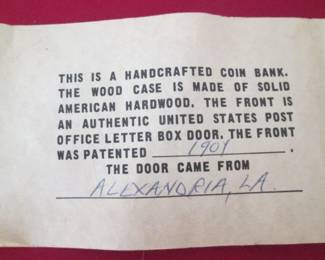 THIS IS A HANDCRAFTED COIN BANK.
THE WOOD CASE IS MADE OF SOLID
AMERICAN HARDWOOD. THE FRONT IS
AN AUTHENTIC UNITED STATES POST
OFFICE LETTER BOX DOOR. THE FRONT
WAS PATENTED 1901.
THE DOOR CAME FROM
ALEXANDRIA, LA.